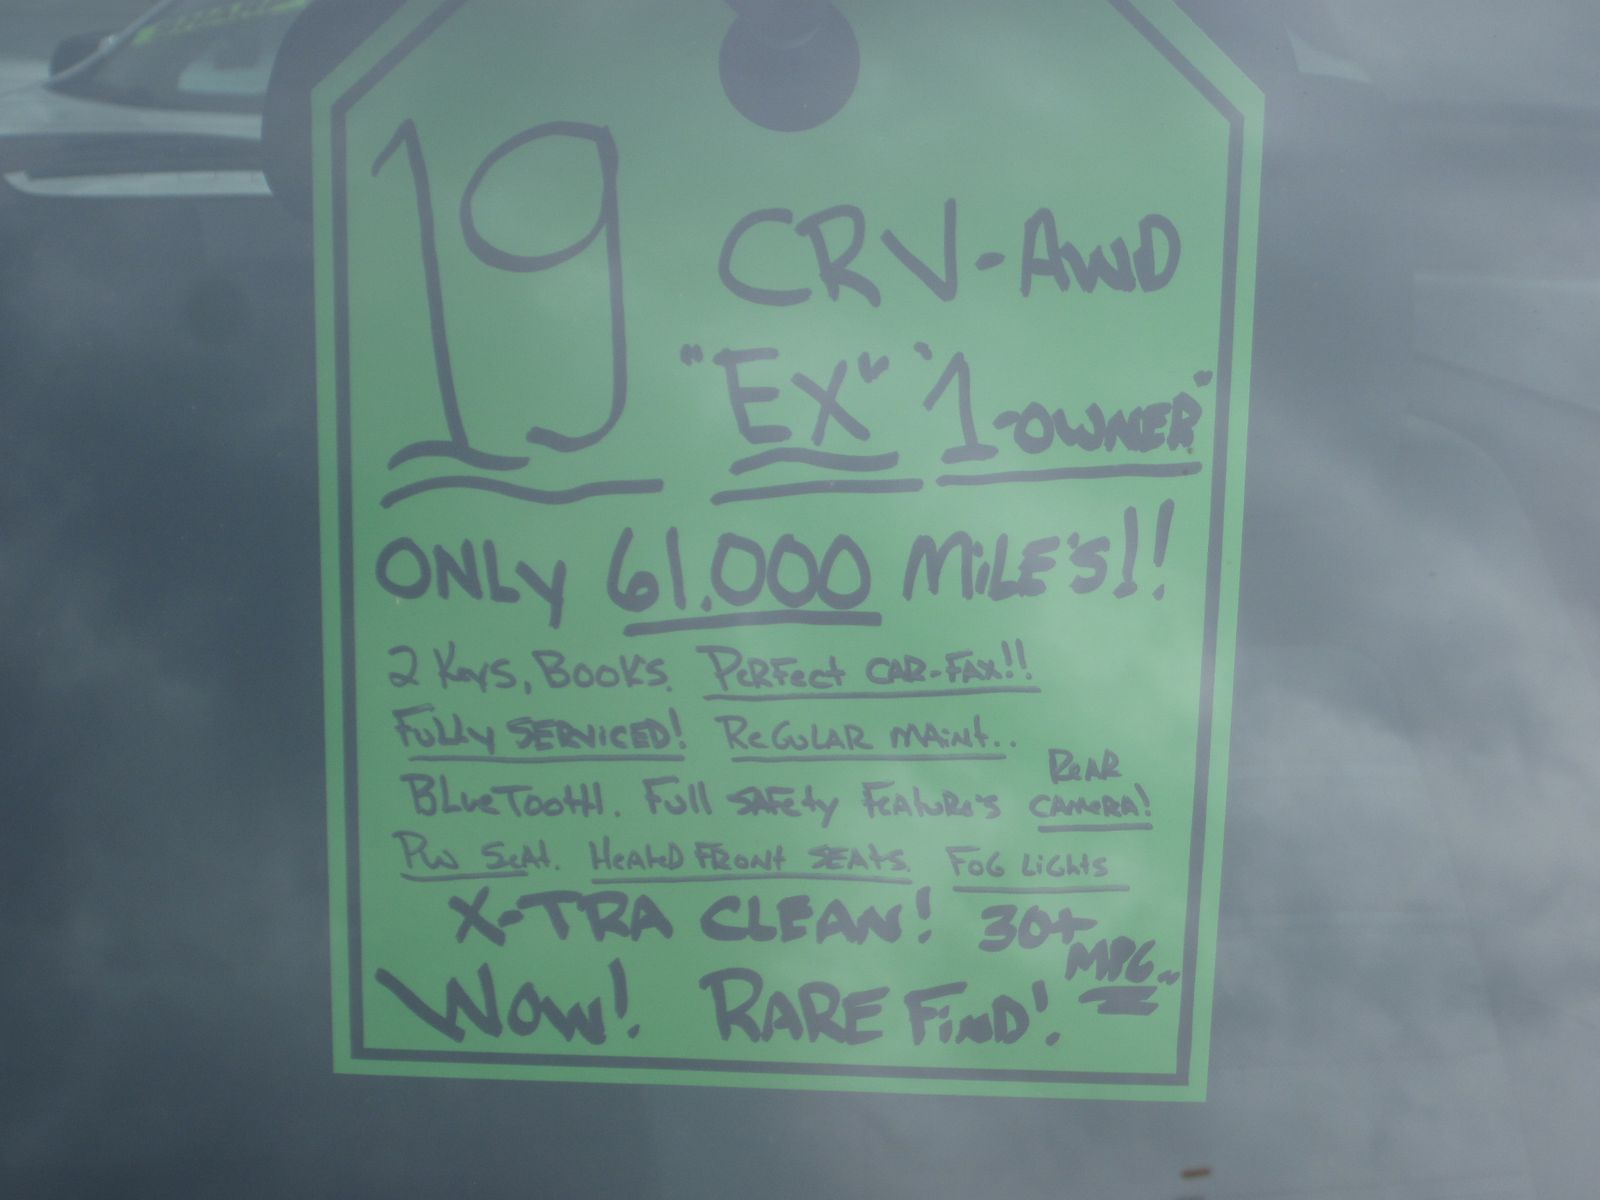 19 CRV-AWD
"EX" "1-OWNER"
ONLY 61.000 MiLE'S!!
2 Keys, BOOKS. PERFect CAR-FAX!!
FULLY SERVICED! ReGULAR MAINt..
BLueTootH. Full SAFety FeAtuRe's ReAR CAMeRA!
PW SeAt. HeAteD FRONt SEAtS. FOG LiGHtS
X-TRA CLEAN! 30+ MPG
WOW! RARE FiND!